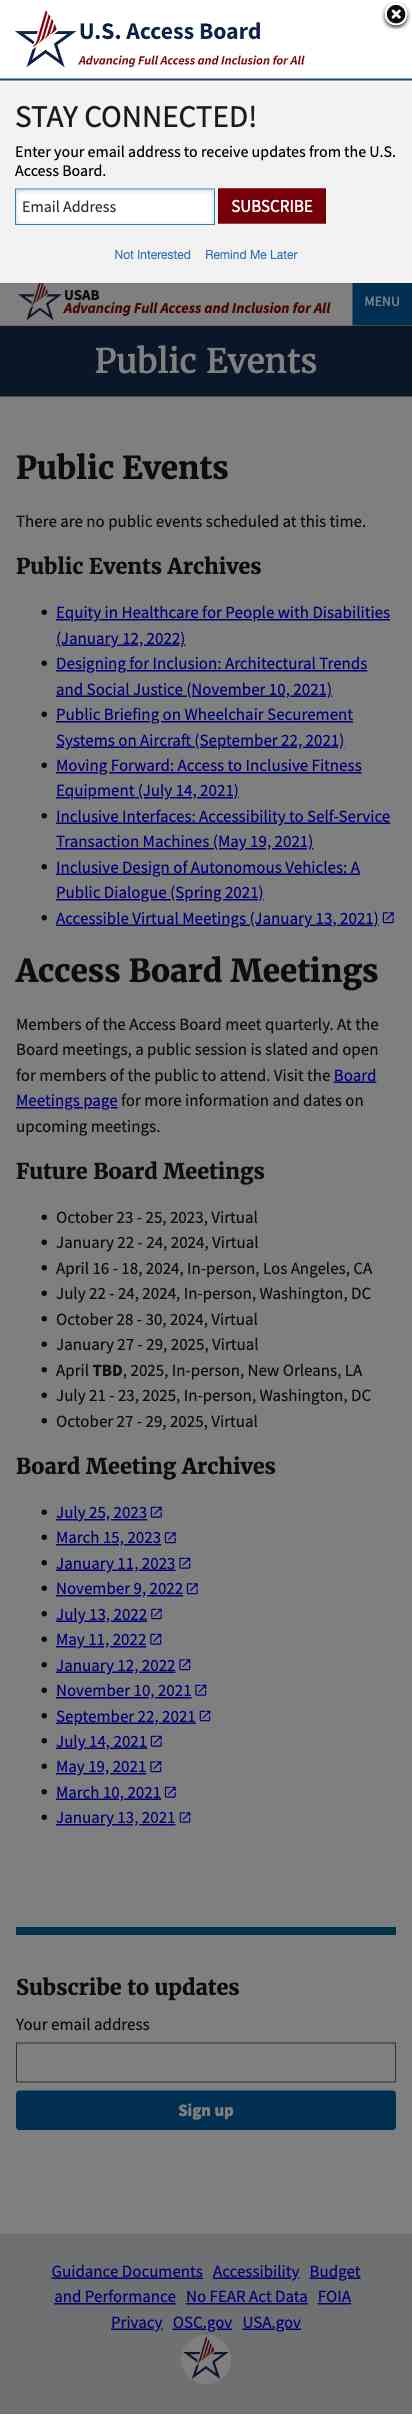 U.S. Access Board
Advancing Full Access and Inclusion for All
STAY CONNECTED!
Enter your email address to receive updates from the U.S.
Access Board.
Email Address
SUBSCRIBE
Not Interested Remind Me Later
USAB
Advancing Full Access and Inclusion for All
MENU
Public Events
Public Events
There are no public events scheduled at this time.
Public Events Archives
Equity in Healthcare for People with Disabilities
(January 12, 2022)
Designing for Inclusion: Architectural Trends
and Social Justice (November 10, 2021)
Public Briefing on Wheelchair Securement
Systems on Aircraft (September 22, 2021)
Moving Forward: Access to Inclusive Fitness
Equipment (July 14, 2021)
Inclusive Interfaces: Accessibility to Self-Service
Transaction Machines (May 19, 2021)
Inclusive Design of Autonomous Vehicles: A
Public Dialogue (Spring 2021)
Accessible Virtual Meetings (January 13, 2021)
Access Board Meetings
Members of the Access Board meet quarterly. At the
Board meetings, a public session is slated and open
for members of the public to attend. Visit the Board
Meetings page for more information and dates on
upcoming meetings.
Future Board Meetings
October 23 - 25, 2023, Virtual
January 22 - 24, 2024, Virtual
April 16 - 18, 2024, In-person, Los Angeles, CA
July 22 - 24, 2024, In-person, Washington, DC
October 28 - 30, 2024, Virtual
January 27 - 29, 2025, Virtual
April TBD, 2025, In-person, New Orleans, LA
July 21 - 23, 2025, In-person, Washington, DC
October 27 - 29, 2025, Virtual
Board Meeting Archives
July 25, 2023
March 15, 2023
January 11, 2023
November 9, 2022
July 13, 2022
May 11, 2022
January 12, 2022
November 10, 2021
September 22, 2021
July 14, 2021
May 19, 2021
March 10, 2021
January 13, 2021
Subscribe to updates
Your email address
Sign up
Guidance Documents Accessibility Budget
and Performance No FEAR Act Data FOIA
Privacy OSC.gov USA.gov